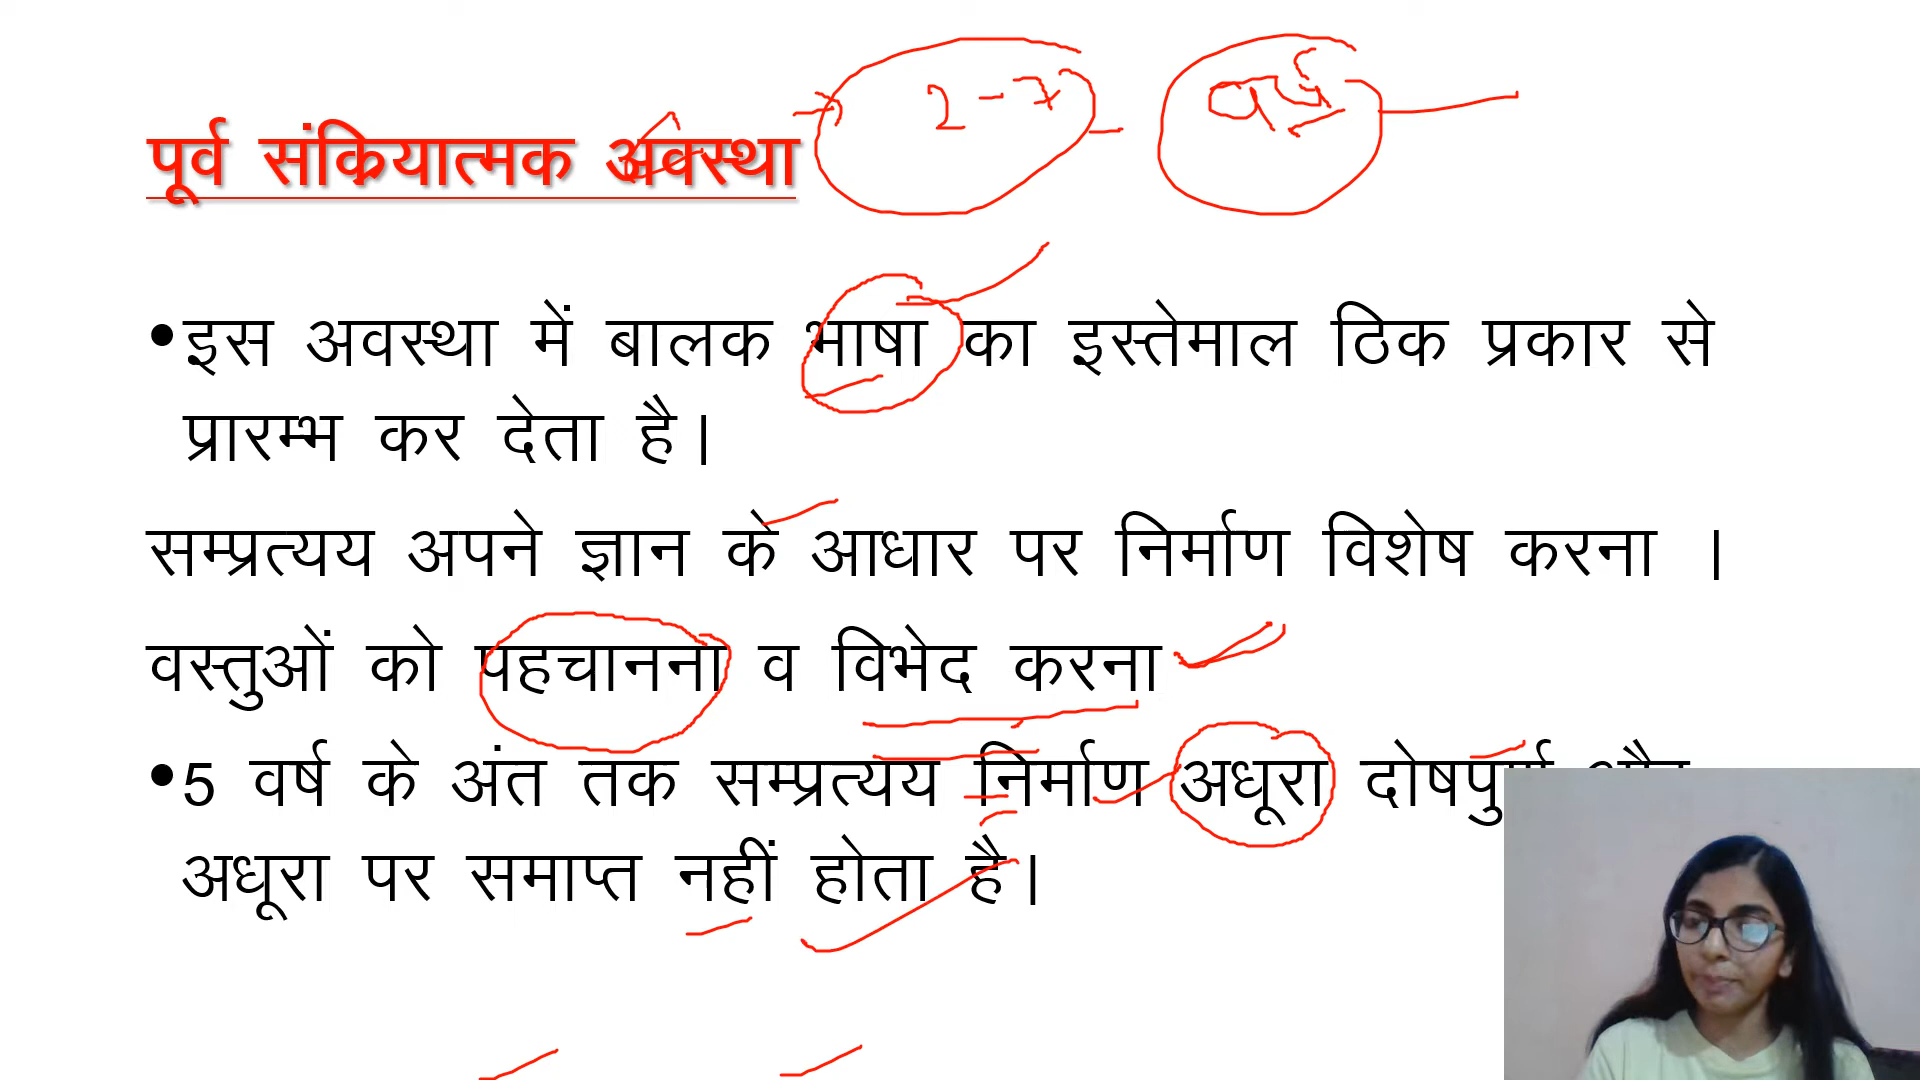 पूर्व संक्रियात्मक अवस्था 2-7 वर्ष
इस अवस्था में बालक भाषा का इस्तेमाल ठिक प्रकार से
प्रारम्भ कर देता है।
सम्प्रत्यय अपने ज्ञान के आधार पर निर्माण विशेष करना ।
वस्तुओं को पहचानना व विभेद करना
5 वर्ष के अंत तक सम्प्रत्यय निर्माण अधूरा दोषपुर्ण और
अधूरा पर समाप्त नहीं होता है।